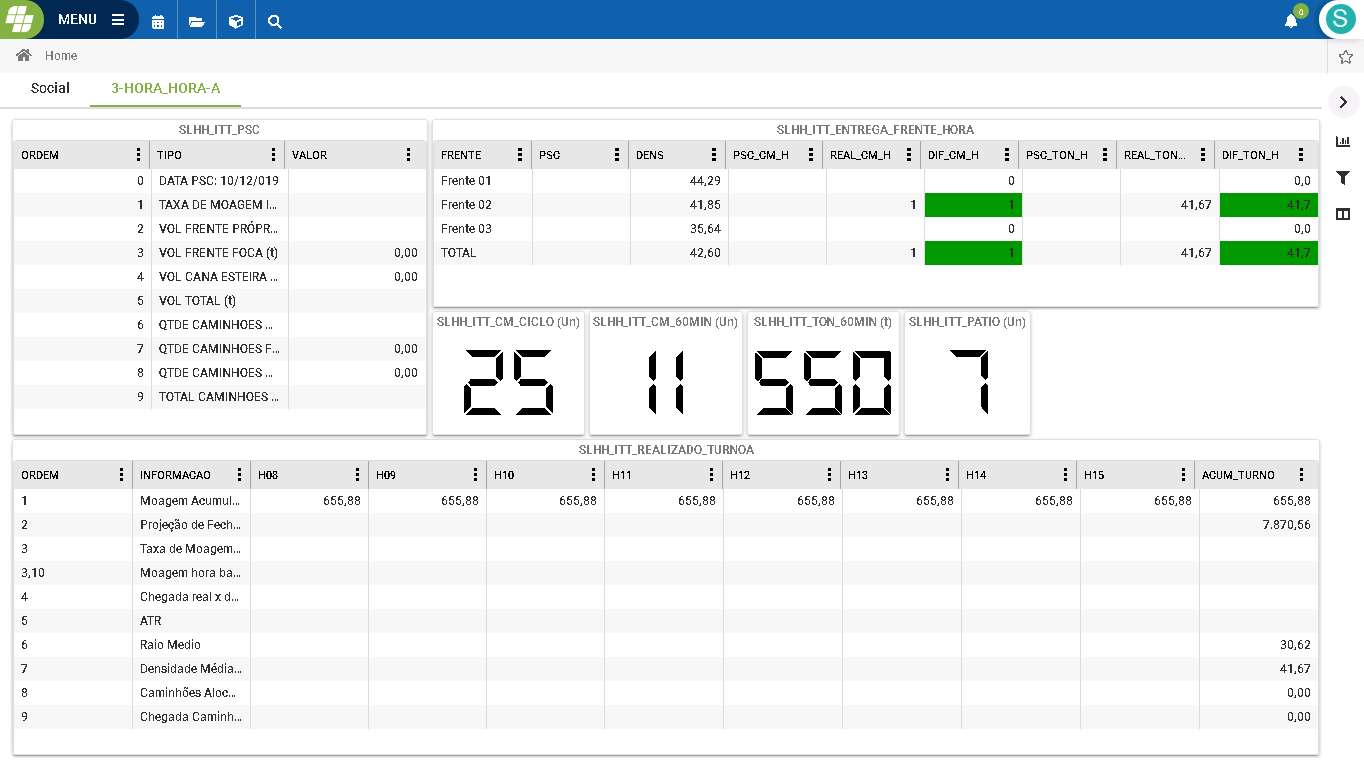 MENU
0
S
Home
Social 3-HORA_HORA-A
SLHH_ITT_PSC
ORDEM TIPO VALOR
0 DATA PSC: 10/12/019
1 TAXA DE MOAGEM I...
2 VOL FRENTE PRÓPR...
3 VOL FRENTE FOCA (t) 0,00
4 VOL CANA ESTEIRA ... 0,00
5 VOL TOTAL (t)
6 QTDE CAMINHOES ...
7 QTDE CAMINHOES F... 0,00
8 QTDE CAMINHOES ... 0,00
9 TOTAL CAMINHOES ...
SLHH_ITT_ENTREGA_FRENTE_HORA
FRENTE PSC DENS PSC_CM_H REAL_CM_H DIF_CM_H PSC_TON_H REAL_TON... DIF_TON_H
Frente 01 44,29 0 0,0
Frente 02 41,85 1 1 41,67 41,7
Frente 03 35,64 0 0,0
TOTAL 42,60 1 1 41,67 41,7
SLHH_ITT_CM_CICLO (Un)
25
SLHH_ITT_CM_60MIN (Un)
11
SLHH_ITT_TON_60MIN (t)
550
SLHH_ITT_PATIO (Un)
7
SLHH_ITT_REALIZADO_TURNOA
ORDEM INFORMACAO H08 H09 H10 H11 H12 H13 H14 H15 ACUM_TURNO
1 Moagem Acumul... 655,88 655,88 655,88 655,88 655,88 655,88 655,88 655,88 655,88
2 Projeção de Fech... 7.870,56
3 Taxa de Moagem...
3,10 Moagem hora ba...
4 Chegada real x d...
5 ATR
6 Raio Medio 30,62
7 Densidade Média... 41,67
8 Caminhões Aloc... 0,00
9 Chegada Caminh... 0,00